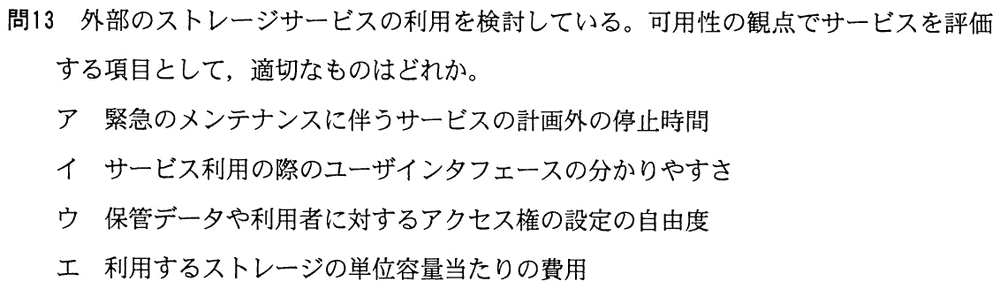 問13　外部のストレージサービスの利用を検討している。可用性の観点でサービスを評価
する項目として，適切なものはどれか。
ア　緊急のメンテナンスに伴うサービスの計画外の停止時間
イ　サービス利用の際のユーザインタフェースの分かりやすさ
ウ　保管データや利用者に対するアクセス権の設定の自由度
エ　利用するストレージの単位容量当たりの費用